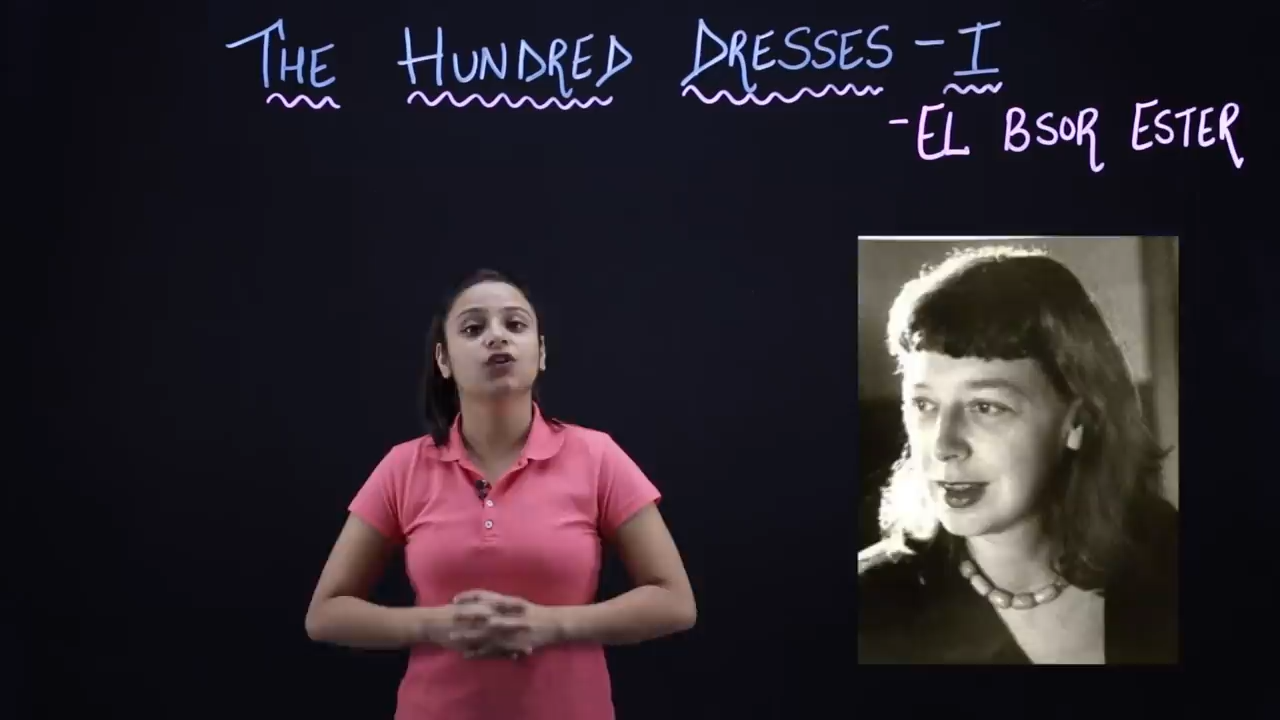 THE HUNDRED DRESSES - I
- EL BSOR ESTER